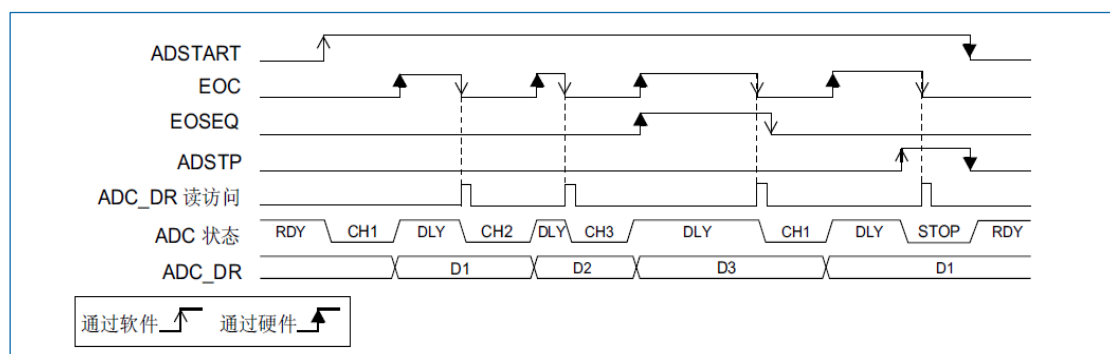 ADSTART
EOC
EOSEQ
ADSTP
ADC_DR 读访问
ADC 状态 RDY CH1 DLY CH2 DLY CH3 DLY CH1 DLY STOP RDY
ADC_DR D1 D2 D3 D1
通过软件 通过硬件